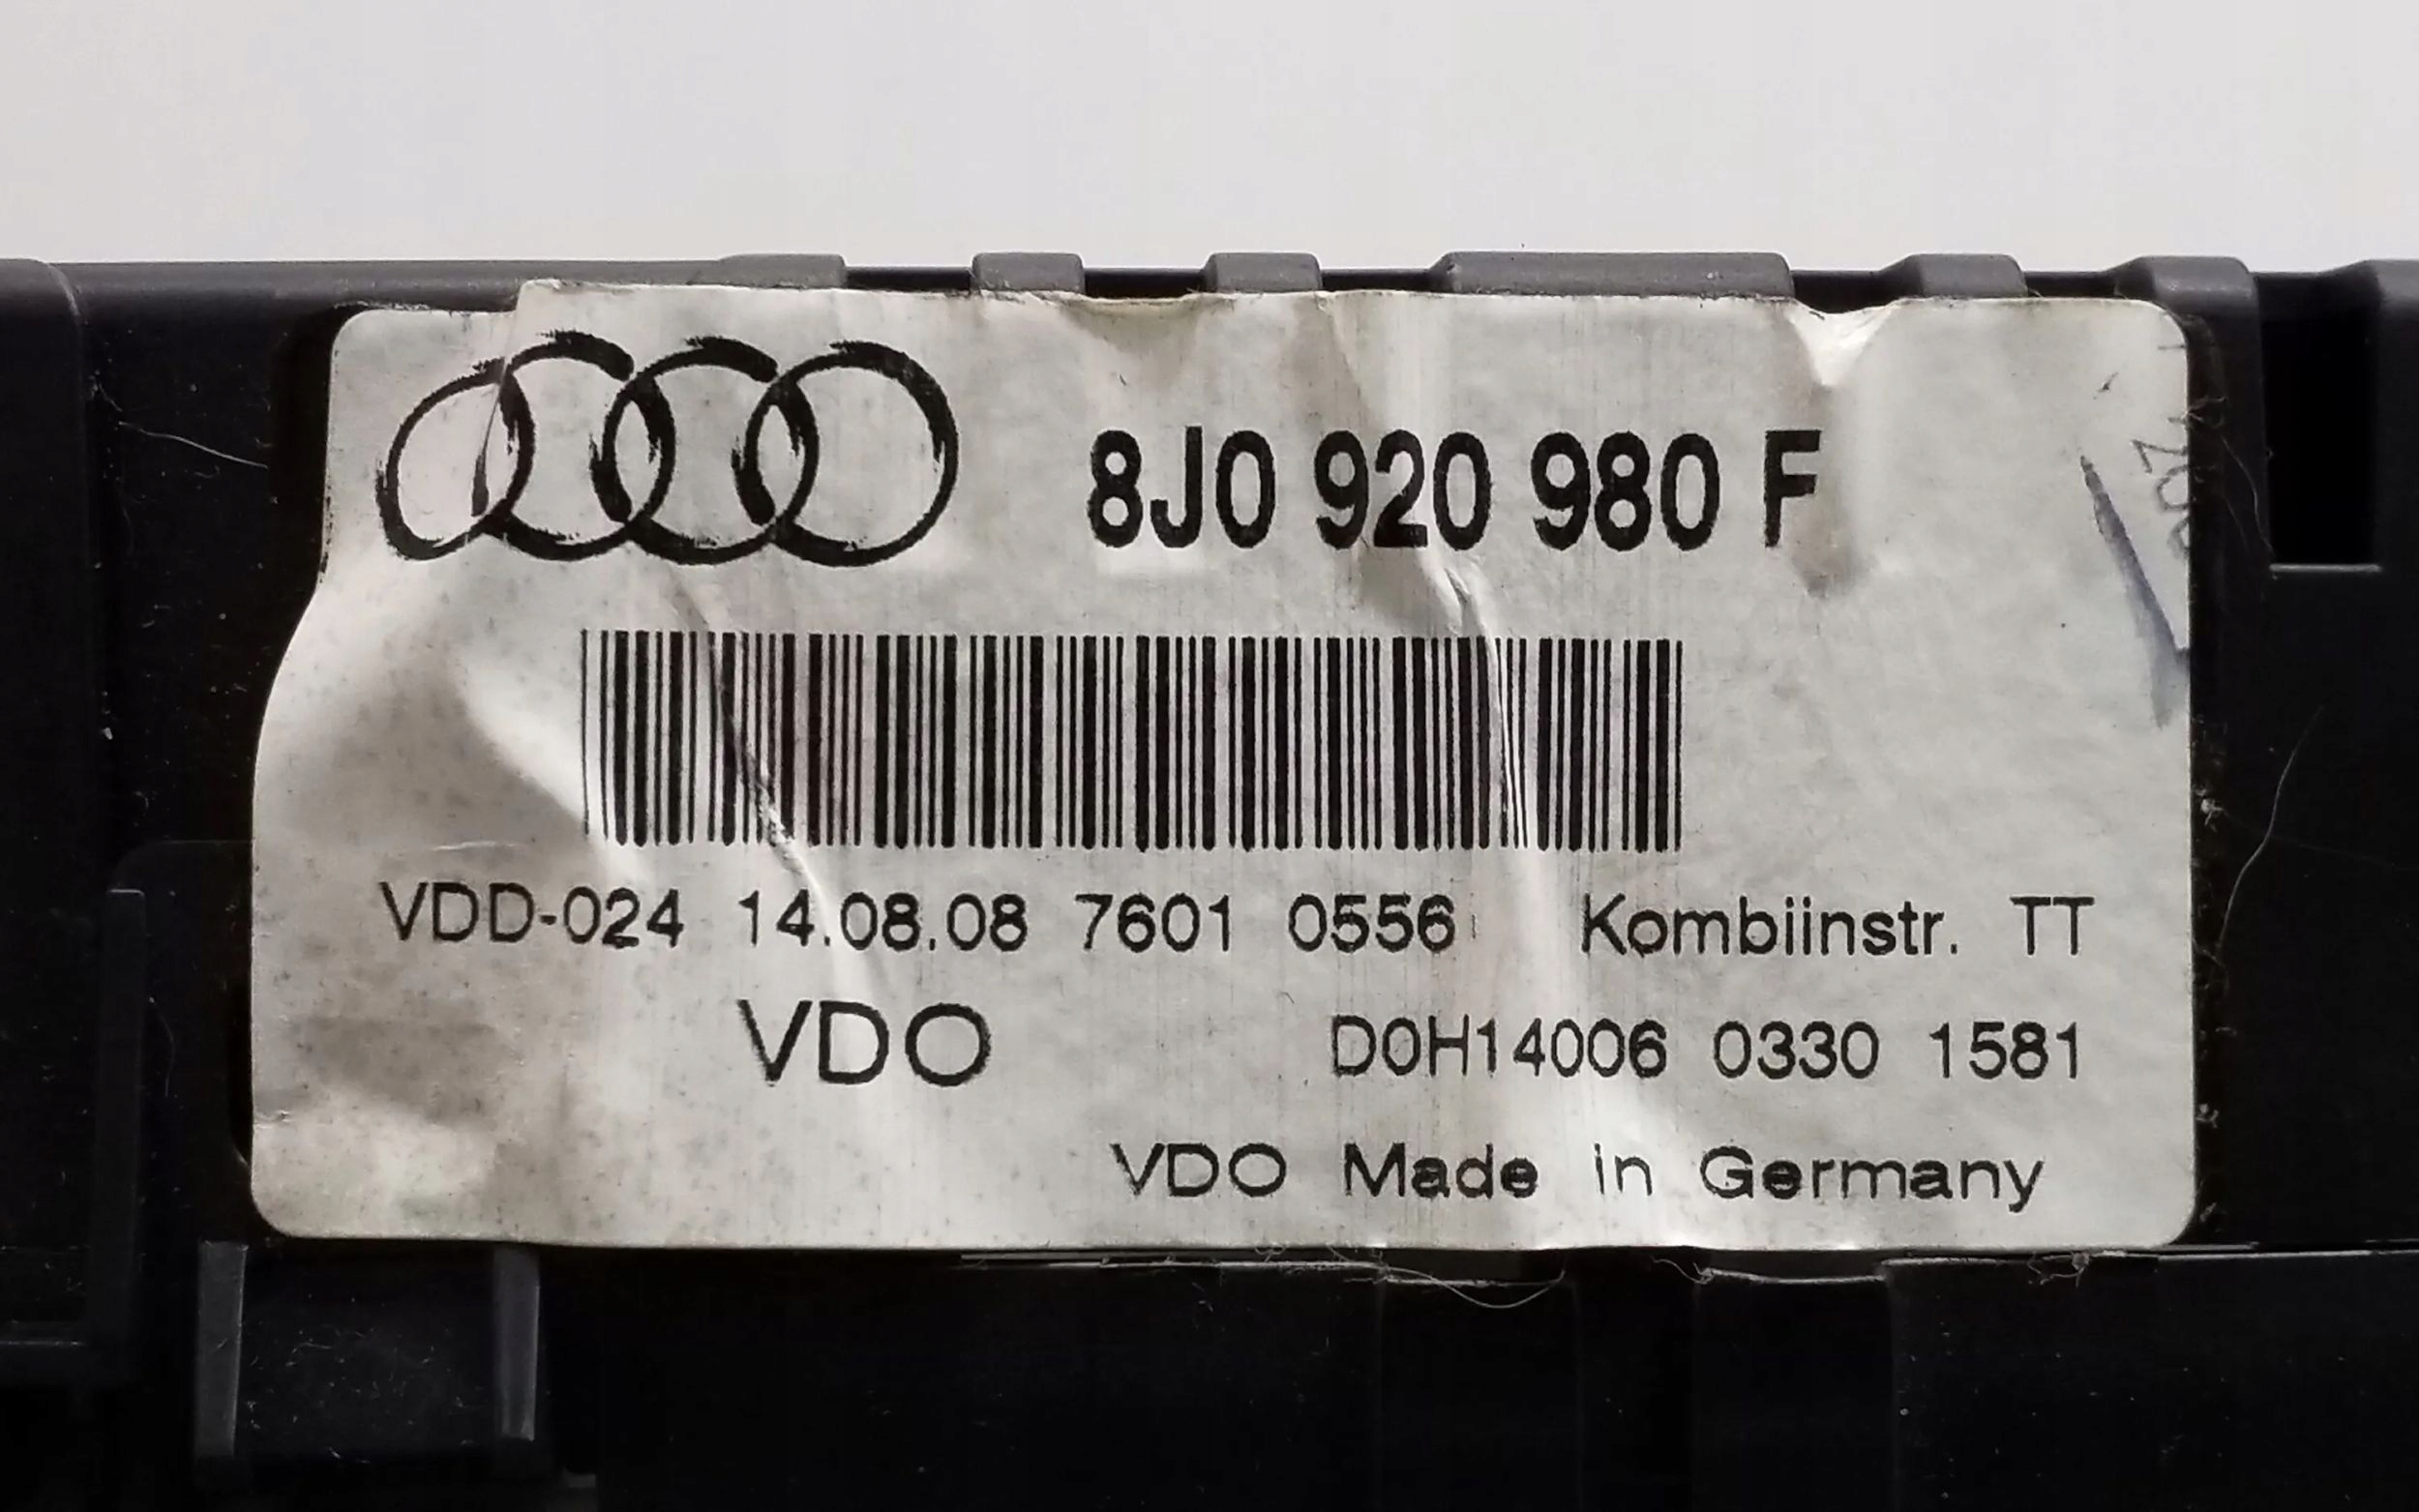 8J0 920 980 F
VDD-024 14.08.08 7601 0556 Kombiinstr. TT
VDO D0H14006 0330 1581
VDO Made in Germany